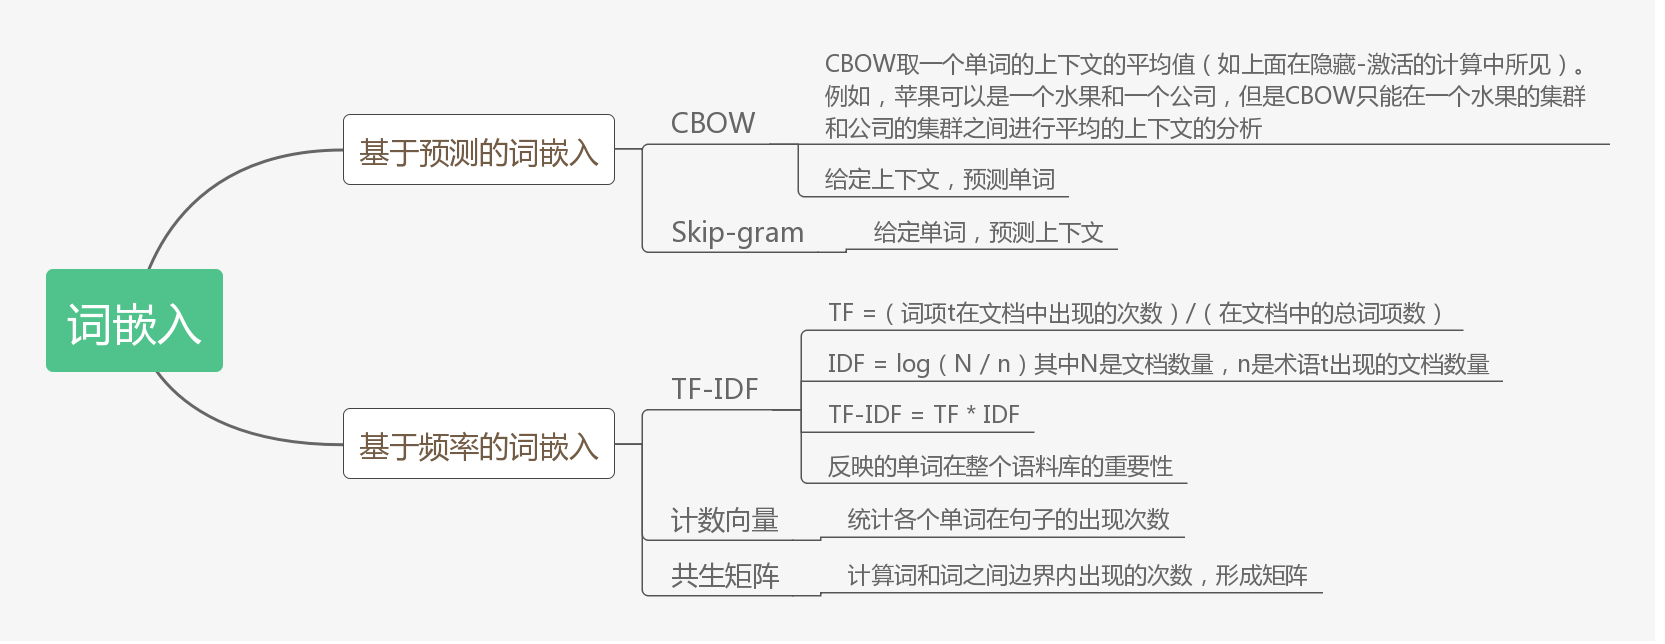 词嵌入
基于预测的词嵌入
CBOW
CBOW取一个单词的上下文的平均值（如上面在隐藏-激活的计算中所见）。
例如，苹果可以是一个水果和一个公司，但是CBOW只能在一个水果的集群
和公司的集群之间进行平均的上下文的分析
给定上下文，预测单词
Skip-gram
给定单词，预测上下文
基于频率的词嵌入
TF-IDF
TF =（词项t在文档中出现的次数）/（在文档中的总词项数）
IDF = log（N / n）其中N是文档数量，n是术语t出现的文档数量
TF-IDF = TF * IDF
反映的单词在整个语料库的重要性
计数向量
统计各个单词在句子的出现次数
共生矩阵
计算词和词之间边界内出现的次数，形成矩阵